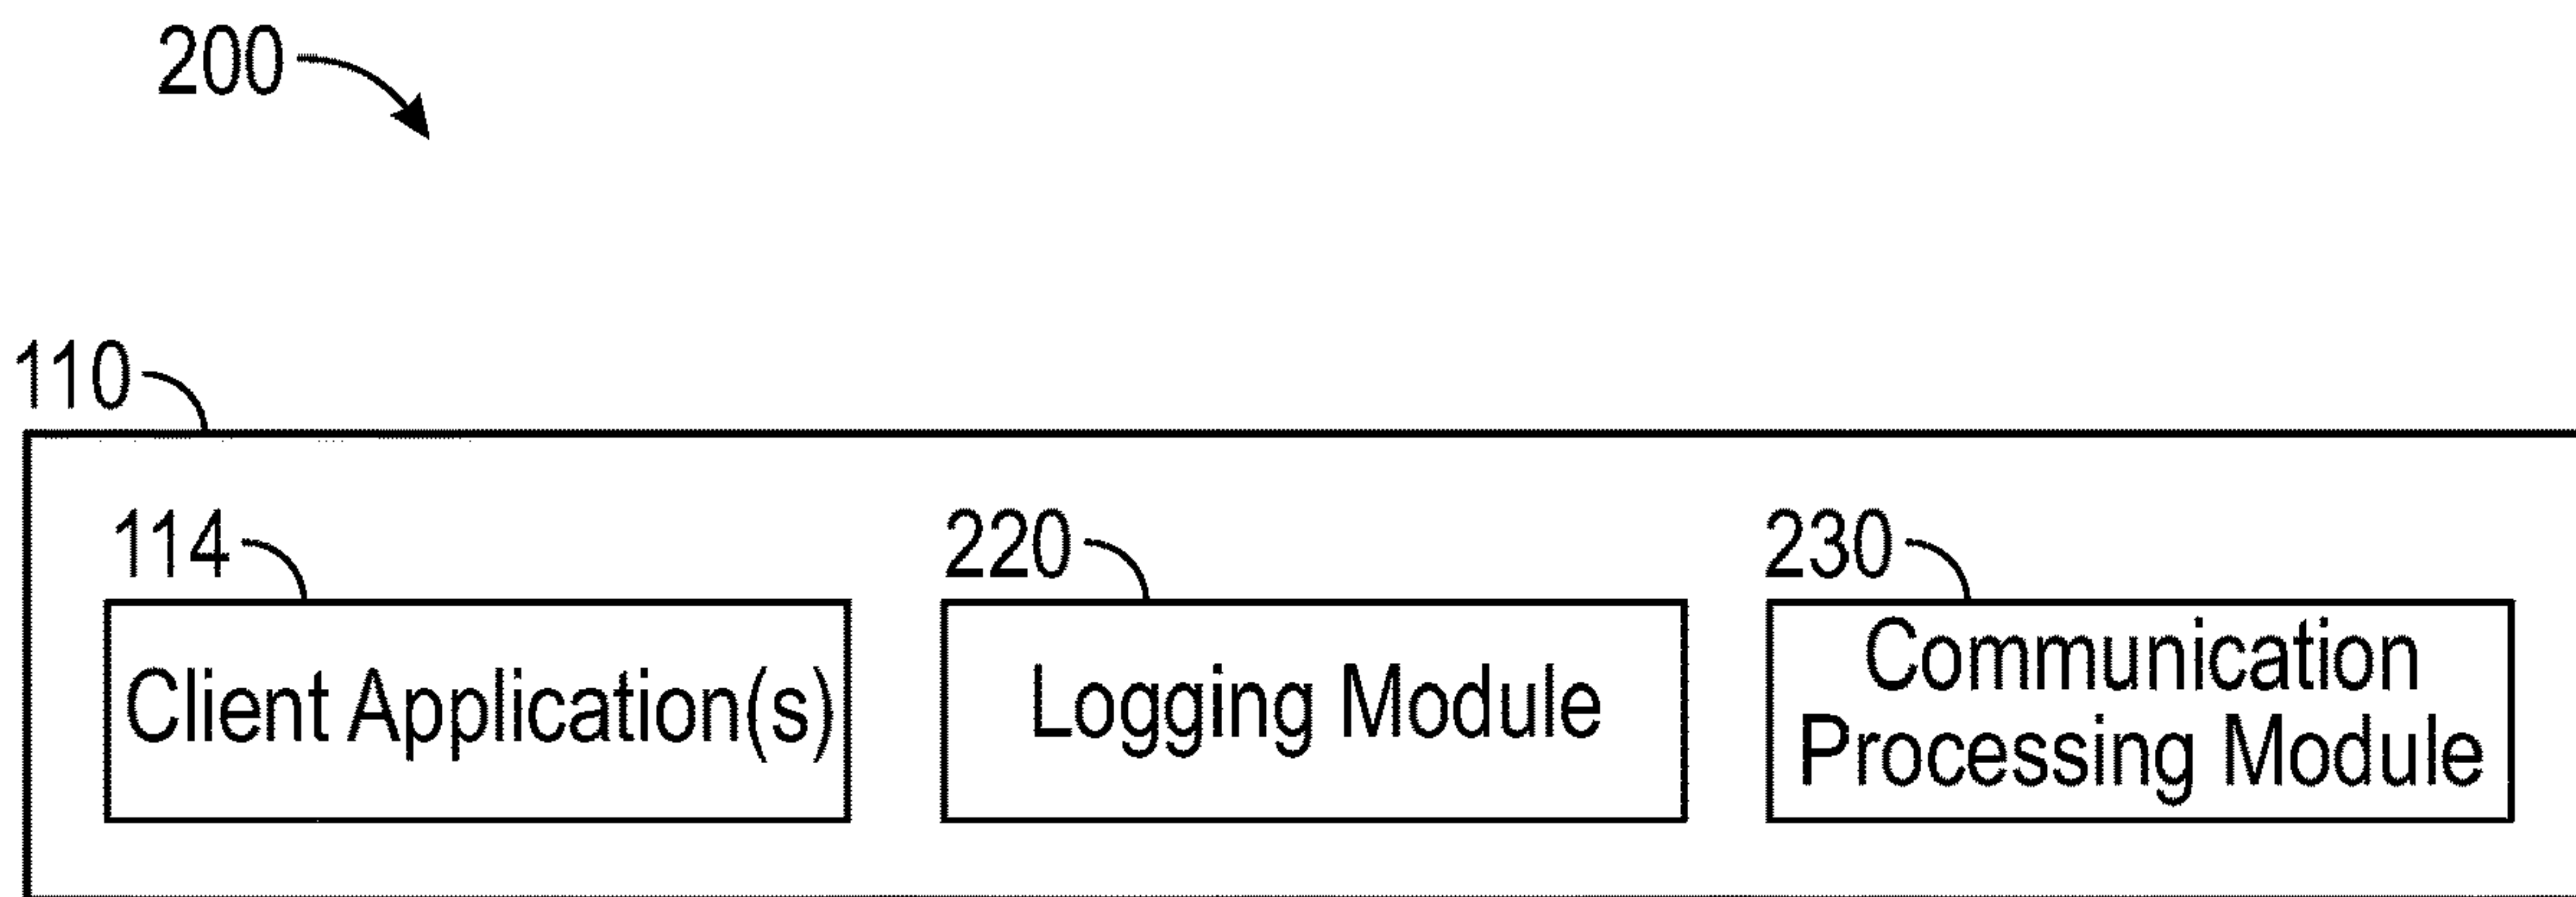 200
110
114
220
230
Client Application(s)
Logging Module
Communication
Processing Module